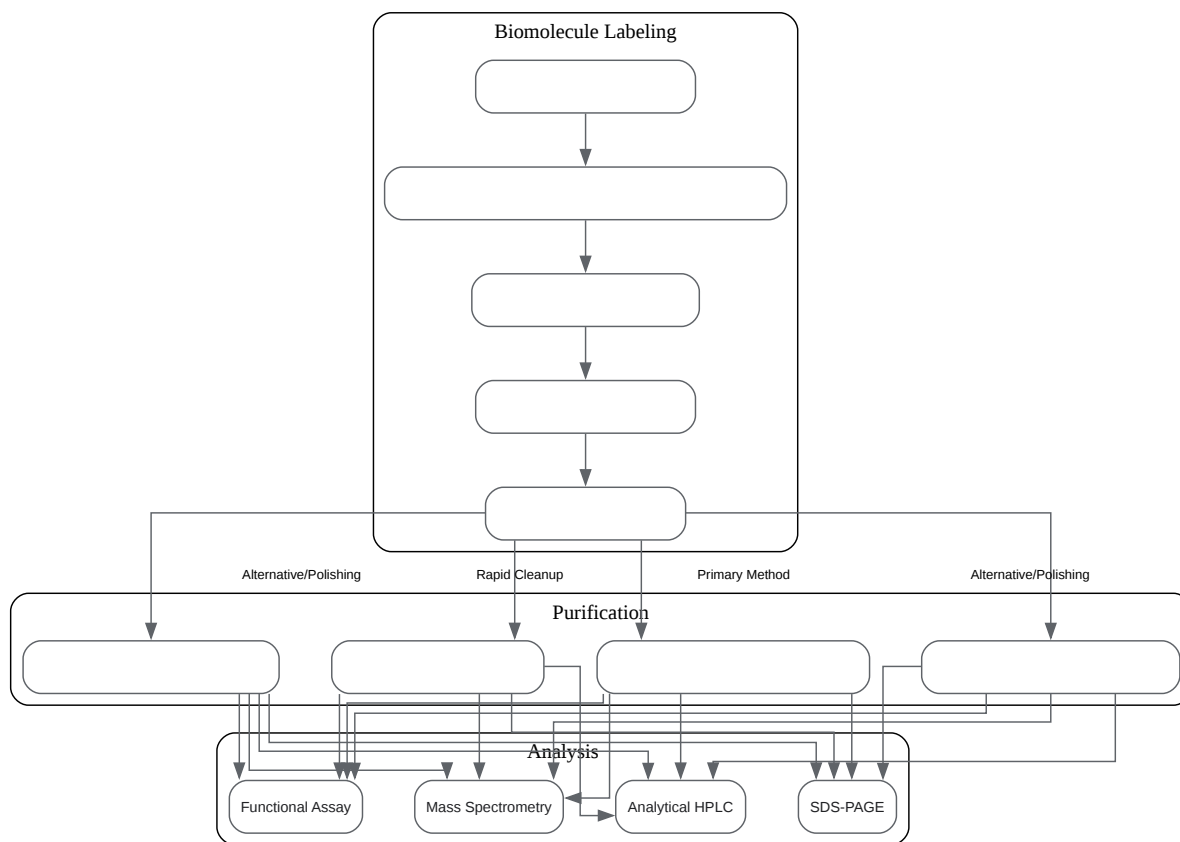 Biomolecule Labeling
Alternative/Polishing
Rapid Cleanup
Primary Method
Alternative/Polishing
Purification
Analysis
Functional Assay
Mass Spectrometry
Analytical HPLC
SDS-PAGE